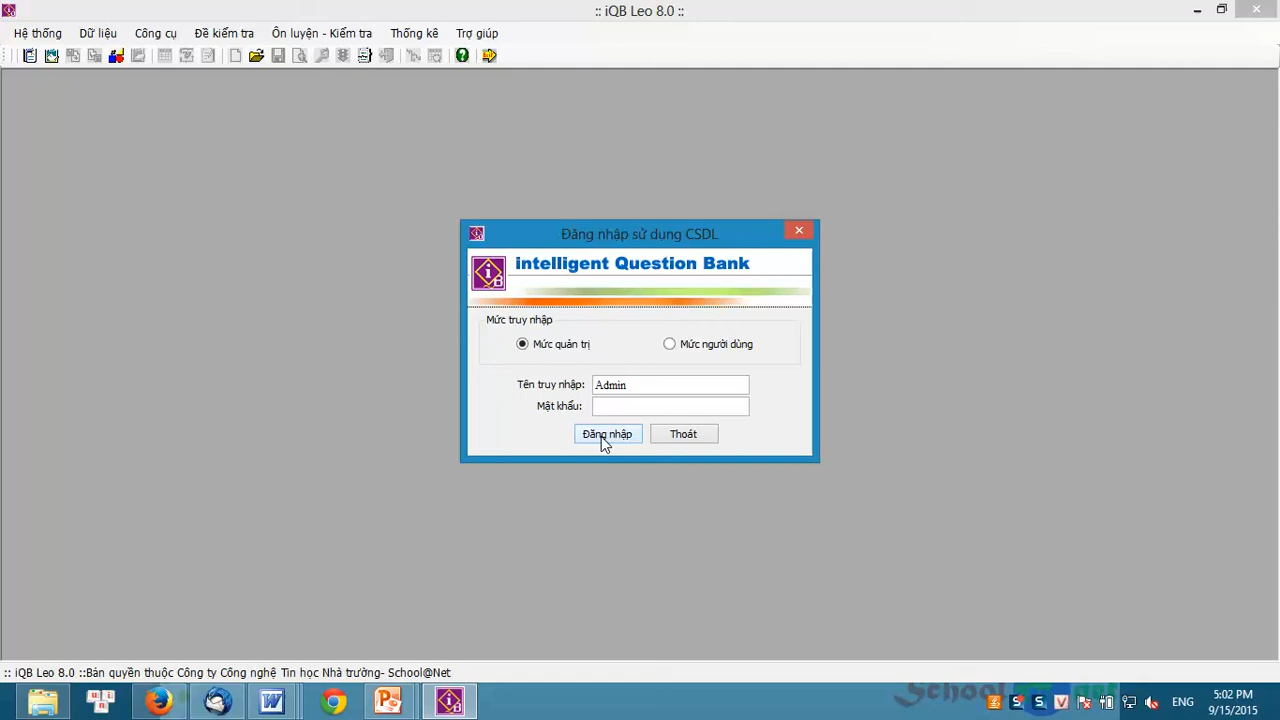 :: iQB Leo 8.0 ::
Hệ thống Dữ liệu Công cụ Đề kiểm tra Ôn luyện - Kiểm tra Thống kê Trợ giúp
Đăng nhập sử dụng CSDL
intelligent Question Bank
Mức truy nhập
Mức quản trị Mức người dùng
Tên truy nhập: Admin
Mật khẩu:
Đăng nhập Thoát
:: iQB Leo 8.0 ::Bản quyền thuộc Công ty Công nghệ Tin học Nhà trường- School@Net
School
net
ENG
5:02 PM
9/15/2015